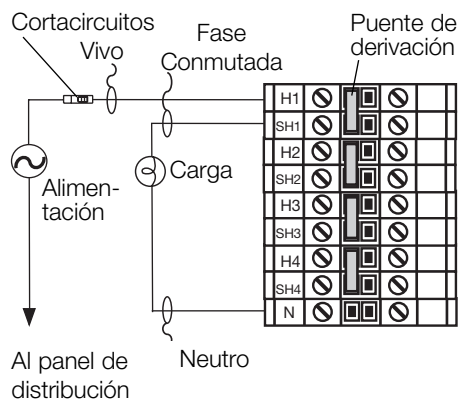 Cortacircuitos
Vivo
Fase
Conmutada
Puente de
derivación
H1
SH1
H2
SH2
H3
SH3
H4
SH4
N
Carga
Alimen-
tación
Neutro
Al panel de
distribución